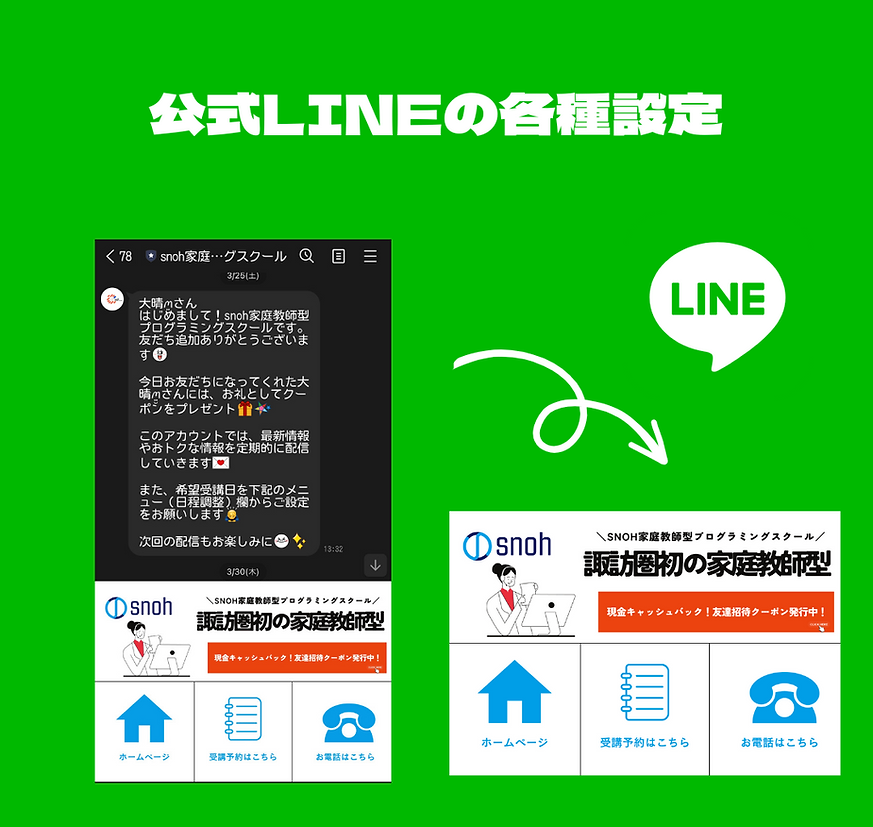 公式LINEの各種設定
78 snoh家庭…グスクール
3/25(土)
大晴mさん
はじめまして！snoh家庭教師型
プログラミングスクールです。
友だち追加ありがとうございま
す
今日お友だちになってくれた大
晴mさんには、お礼としてクー
ポンをプレゼント
このアカウントでは、最新情報
やおトクな情報を定期的に配信
していきます
また、希望受講日を下記のメニ
ュー（日程調整）欄からご設定
をお願いします
次回の配信もお楽しみに
13:32
3/30(木)
snoh
＼SNOH家庭教師型プログラミングスクール／
諏訪圏初の家庭教師型
現金キャッシュバック！友達招待クーポン発行中！
ホームページ
受講予約はこちら
お電話はこちら
LINE
snoh
＼SNOH家庭教師型プログラミングスクール／
諏訪圏初の家庭教師型
現金キャッシュバック！友達招待クーポン発行中！
ホームページ
受講予約はこちら
お電話はこちら